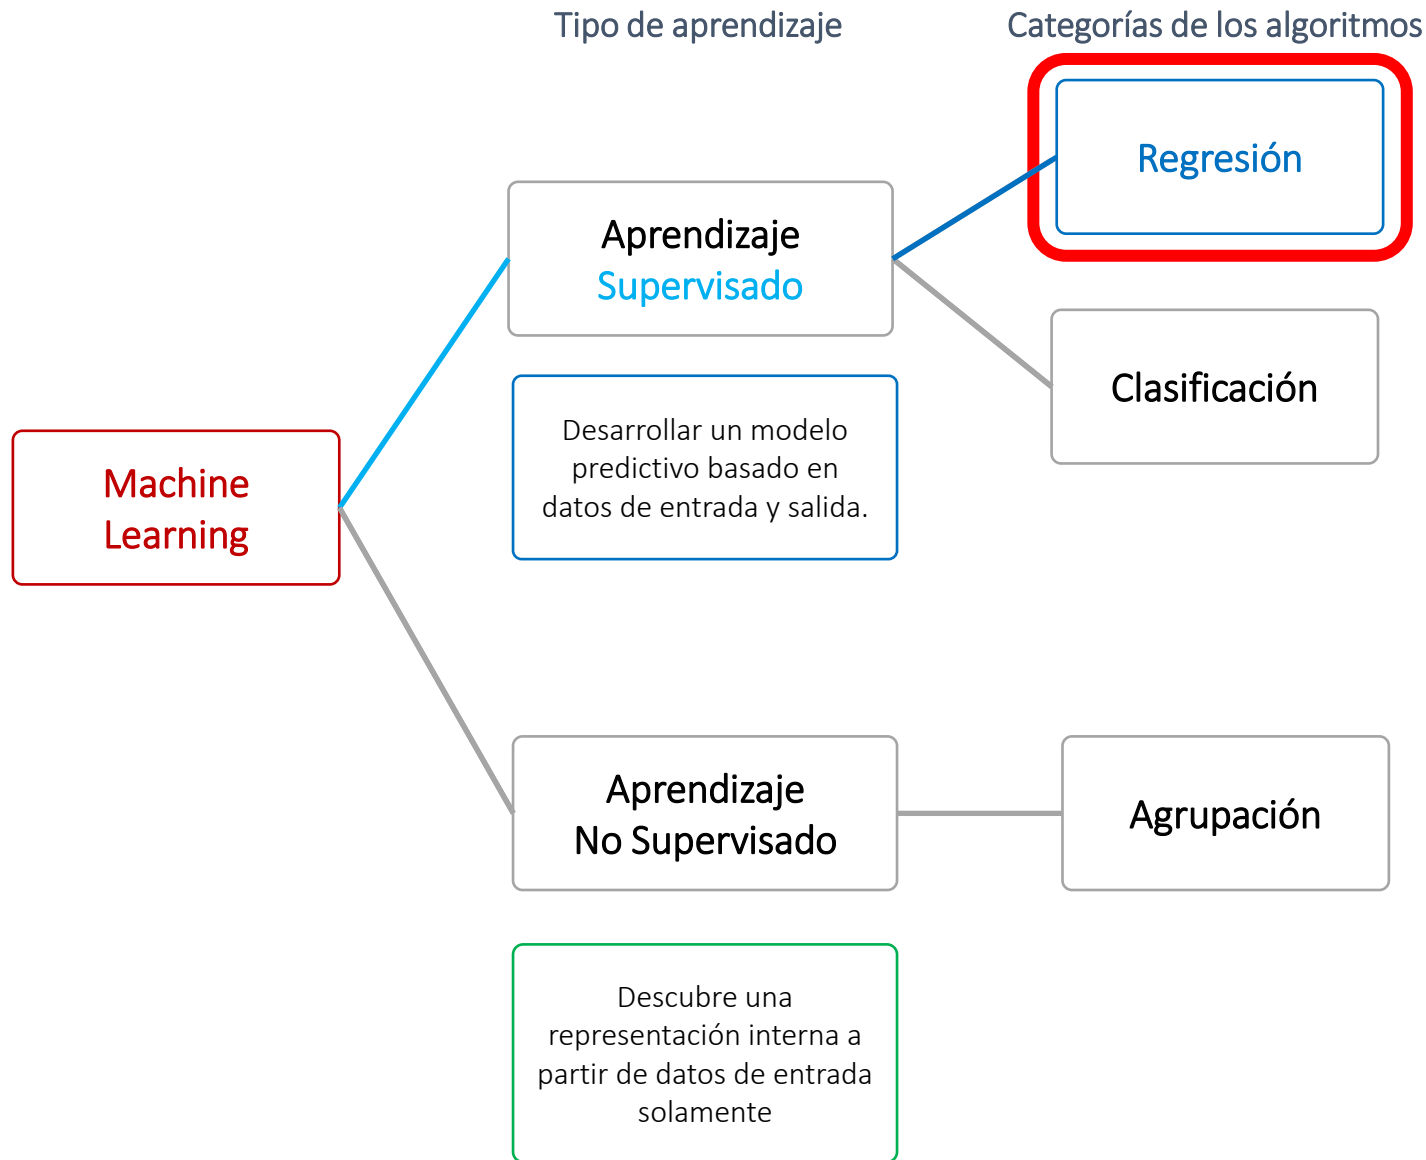 Tipo de aprendizaje
Categorías de los algoritmos
Regresión
Aprendizaje
Supervisado
Clasificación
Desarrollar un modelo
predictivo basado en
datos de entrada y salida.
Machine
Learning
Aprendizaje
No Supervisado
Agrupación
Descubre una
representación interna a
partir de datos de entrada
solamente